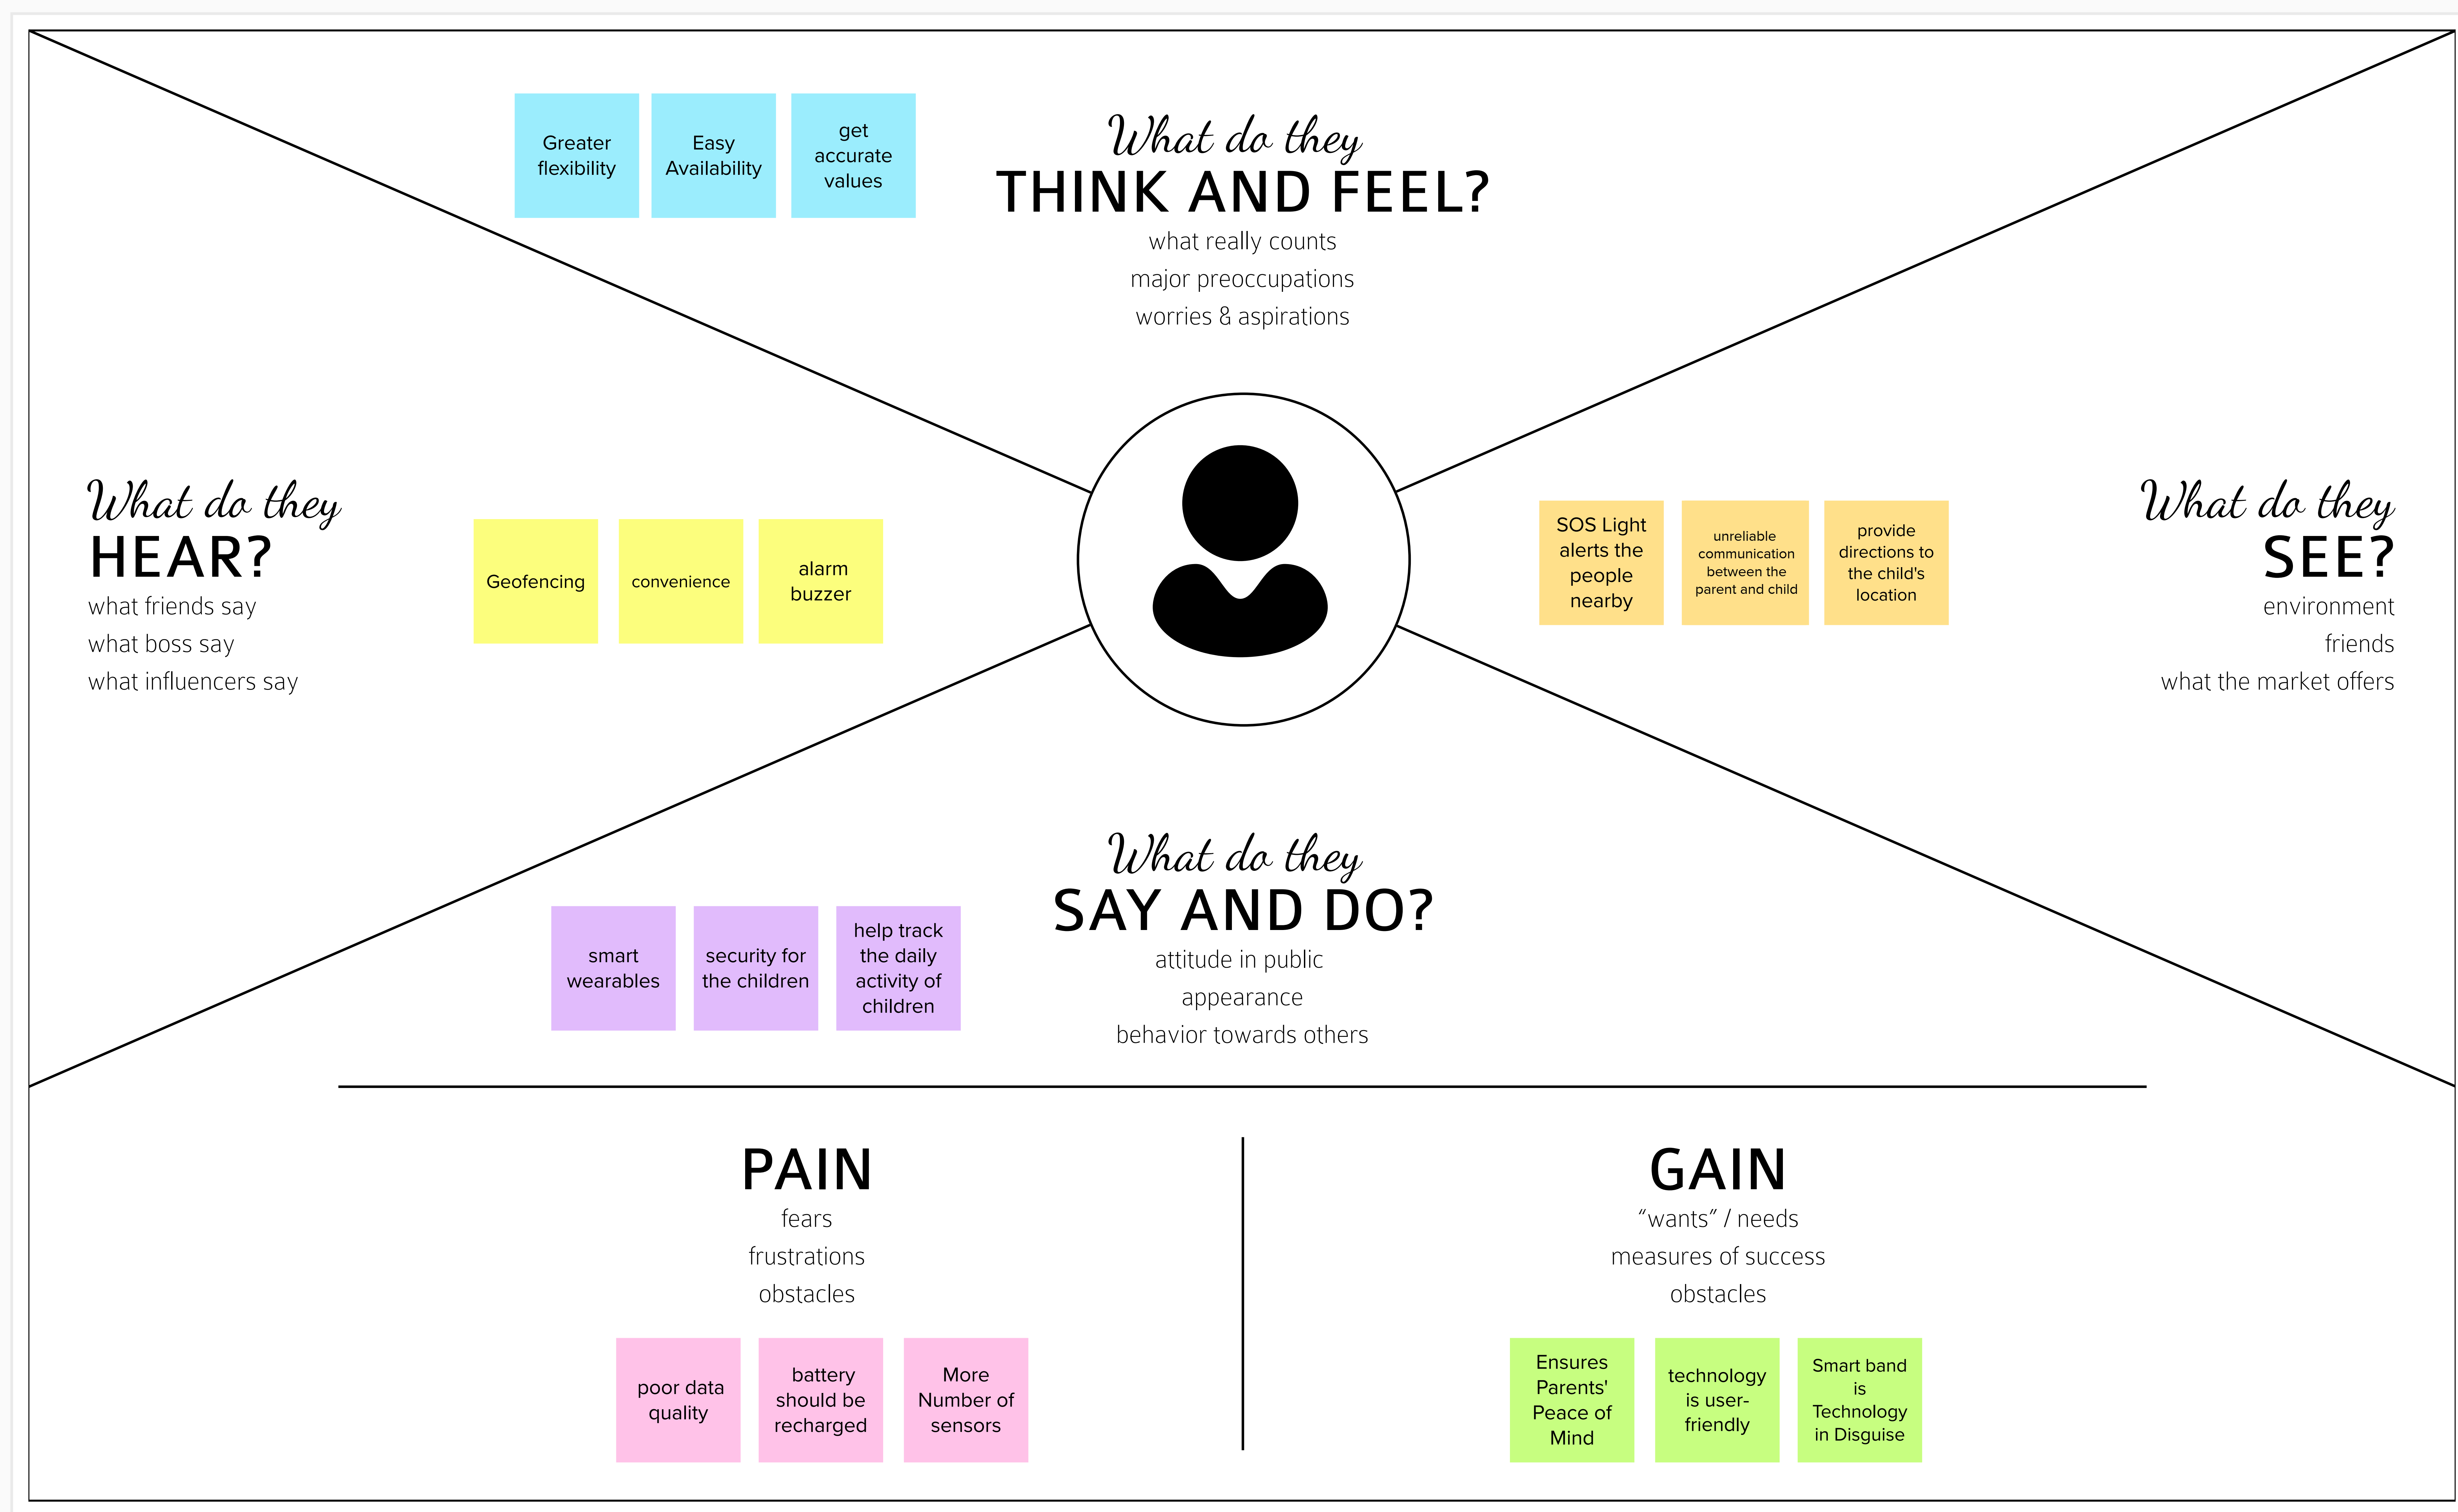 Greater
flexibility
Easy
Availability
get
accurate
values
What do they
THINK AND FEEL?
what really counts
major preoccupations
worries & aspirations
What do they
HEAR?
what friends say
what boss say
what influencers say
Geofencing
convenience
alarm
buzzer
SOS Light
alerts the
people
nearby
unreliable
communication
between the
parent and child
provide
directions to
the child's
location
What do they
SEE?
environment
friends
what the market offers
What do they
SAY AND DO?
attitude in public
appearance
behavior towards others
smart
wearables
security for
the children
help track
the daily
activity of
children
PAIN
fears
frustrations
obstacles
poor data
quality
battery
should be
recharged
More
Number of
sensors
GAIN
“wants” / needs
measures of success
obstacles
Ensures
Parents'
Peace of
Mind
technology
is user-
friendly
Smart band
is
Technology
in Disguise